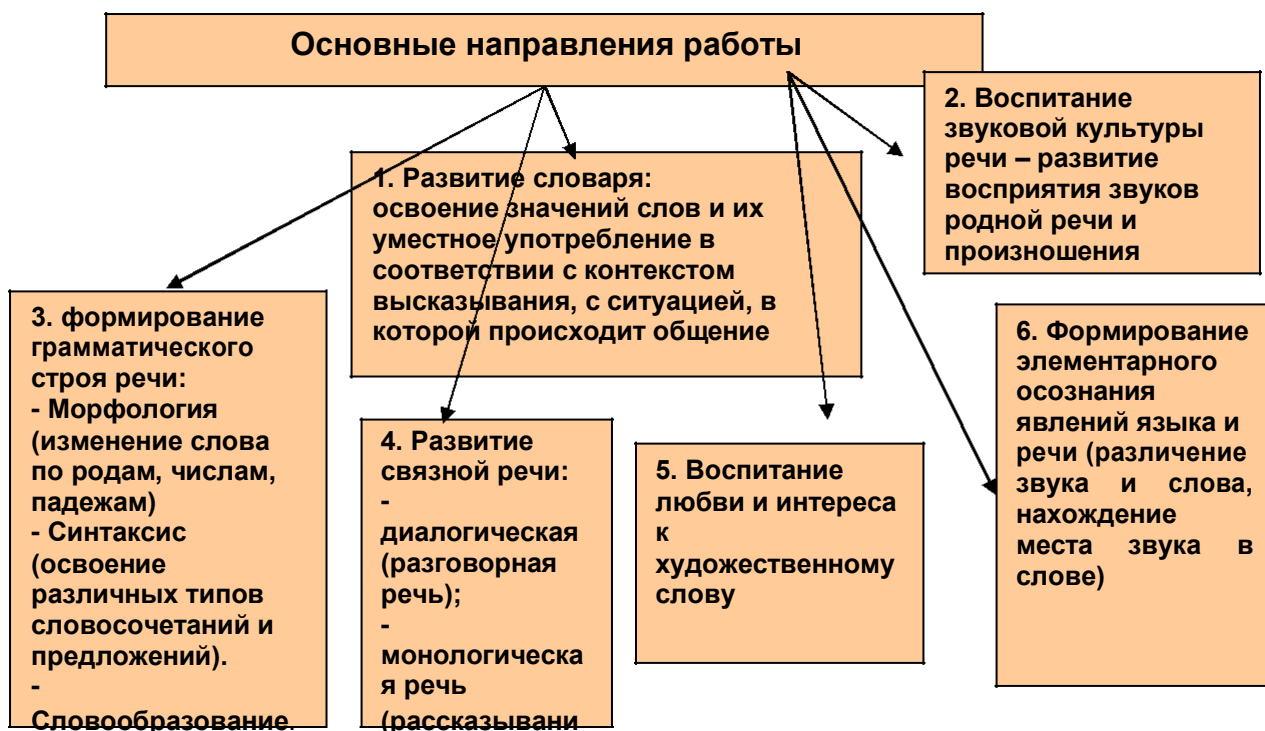 Основные направления работы
1. Развитие словаря:
освоение значений слов и их
уместное употребление в
соответствии с контекстом
высказывания, с ситуацией, в
которой происходит общение
2. Воспитание
звуковой культуры
речи – развитие
восприятия звуков
родной речи и
произношения
3. формирование
грамматического
строя речи:
- Морфология
(изменение слова
по родам, числам,
падежам)
- Синтаксис
(освоение
различных типов
словосочетаний и
предложений).
-
Словообразование.
4. Развитие
связной речи:
-
диалогическая
(разговорная
речь);
-
монологическа
я речь
(рассказывани
5. Воспитание
любви и интереса
к
художественному
слову
6. Формирование
элементарного
осознания
явлений языка и
речи (различение
звука и слова,
нахождение
места звука в
слове)